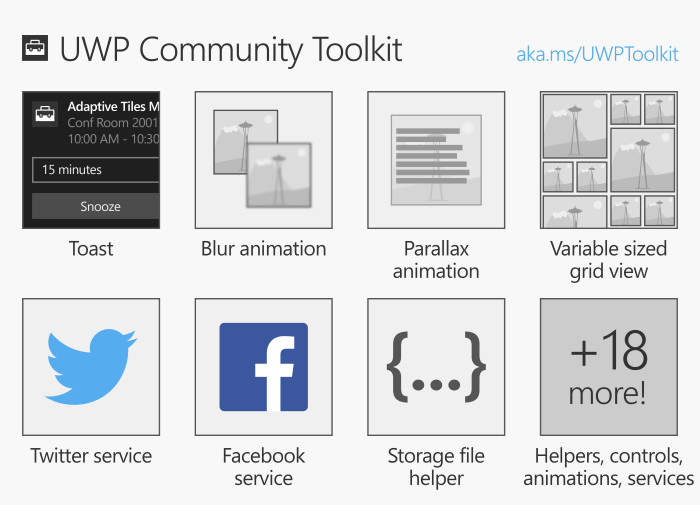 UWP Community Toolkit
aka.ms/UWPToolkit
Adaptive Tiles M
Conf Room 2001
10:00 AM - 10:30
15 minutes
Snooze
Toast
Blur animation
Parallax
animation
Variable sized
grid view
{...}
+18
more!
Twitter service
Facebook
service
Storage file
helper
Helpers, controls,
animations, services